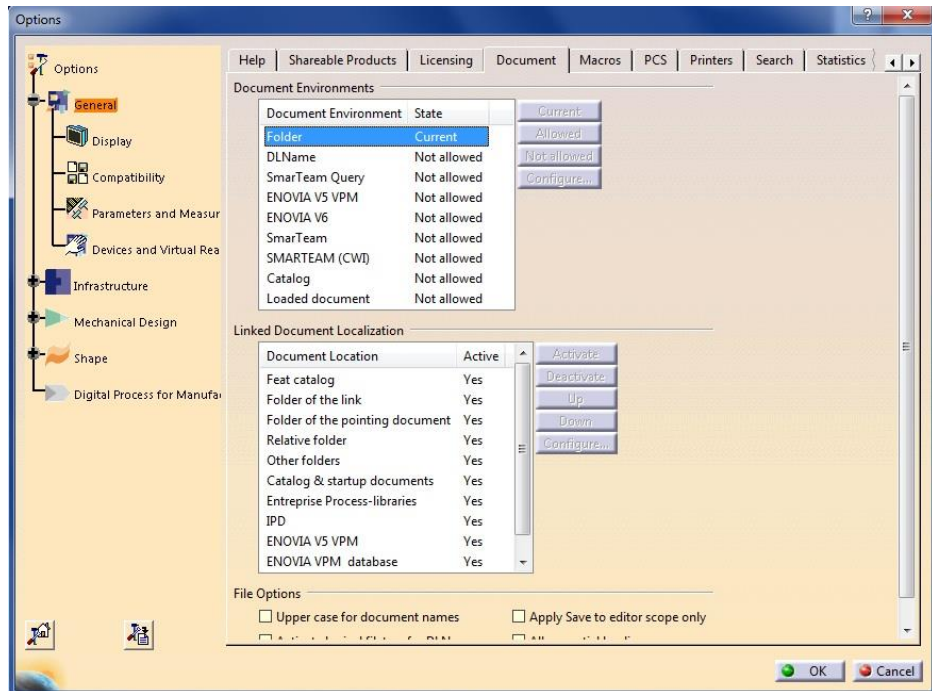 Options
Options
General
Display
Compatibility
Parameters and Measur
Devices and Virtual Rea
Infrastructure
Mechanical Design
Shape
Digital Process for Manufa
Help Shareable Products Licensing Document Macros PCS Printers Search Statistics
Document Environments
Document Environment State
Folder Current
DLName Not allowed
SmarTeam Query Not allowed
ENOVIA V5 VPM Not allowed
ENOVIA V6 Not allowed
SmarTeam Not allowed
SMARTEAM (CWI) Not allowed
Catalog Not allowed
Loaded document Not allowed
Current
Allowed
Not allowed
Configure...
Linked Document Localization
Document Location Active
Feat catalog Yes
Folder of the link Yes
Folder of the pointing document Yes
Relative folder Yes
Other folders Yes
Catalog & startup documents Yes
Entreprise Process-libraries Yes
IPD Yes
ENOVIA V5 VPM Yes
ENOVIA VPM database Yes
Activate
Deactivate
Up
Down
Configure...
File Options
Upper case for document names Apply Save to editor scope only
OK Cancel